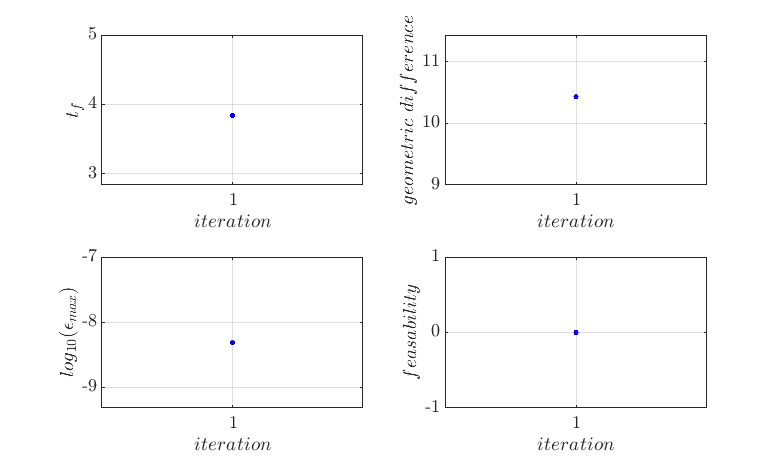 5
4
3
t_f
1
iteration
11
10
9
geometric difference
1
iteration
-7
-8
-9
log_10(ϵ_max)
1
iteration
1
0
-1
feasability
1
iteration